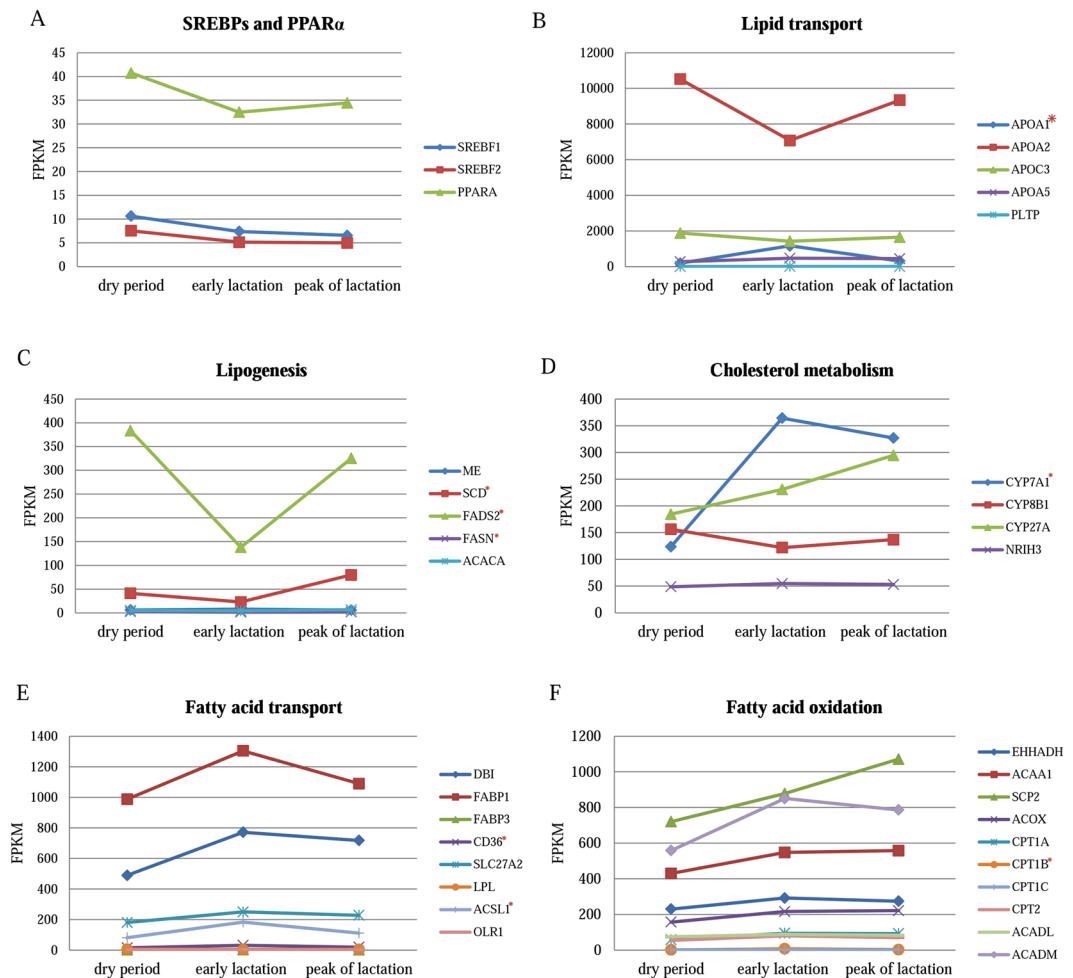 A
SREBPs and PPARα
FPKM
45
40
35
30
25
20
15
10
5
0
dry period early lactation peak of lactation
SREBF1
SREBF2
PPARA
B
Lipid transport
FPKM
12000
10000
8000
6000
4000
2000
0
dry period early lactation peak of lactation
APOA1*
APOA2
APOC3
APOA5
PLTP
C
Lipogenesis
FPKM
450
400
350
300
250
200
150
100
50
0
dry period early lactation peak of lactation
ME
SCD*
FADS2*
FASN*
ACACA
D
Cholesterol metabolism
FPKM
400
350
300
250
200
150
100
50
0
dry period early lactation peak of lactation
CYP7A1*
CYP8B1
CYP27A
NRIH3
E
Fatty acid transport
FPKM
1400
1200
1000
800
600
400
200
0
dry period early lactation peak of lactation
DBI
FABP1
FABP3
CD36*
SLC27A2
LPL
ACSL1*
OLR1
F
Fatty acid oxidation
FPKM
1200
1000
800
600
400
200
0
dry period early lactation peak of lactation
EHHADH
ACAA1
SCP2
ACOX
CPT1A
CPT1B*
CPT1C
CPT2
ACADL
ACADM